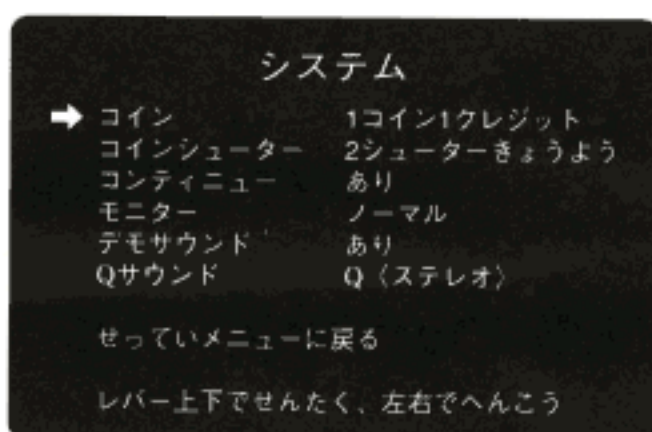 システム
➡ コイン 1コイン1クレジット
コインシューター 2シューターきょうよう
コンティニュー あり
モニター ノーマル
デモサウンド あり
Qサウンド Q〈ステレオ〉
せっていメニューに戻る
レバー上下でせんたく、左右でへんこう